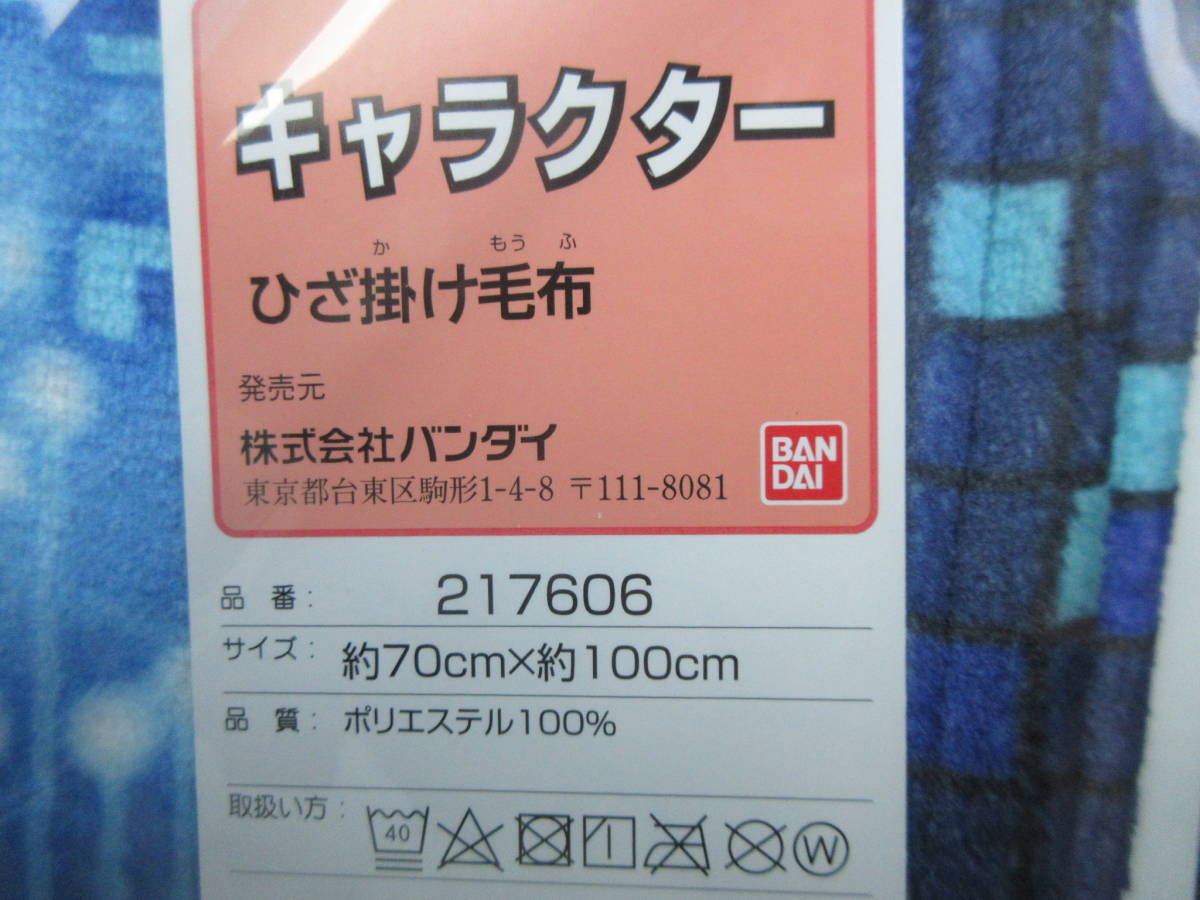 キャラクター
か もう ふ
ひざ掛け毛布
発売元
株式会社バンダイ
東京都台東区駒形1-4-8 〒111-8081
BAN
DAI
品 番: 217606
サイズ: 約70cm×約100cm
品 質: ポリエステル100%
取扱い方:
40
W